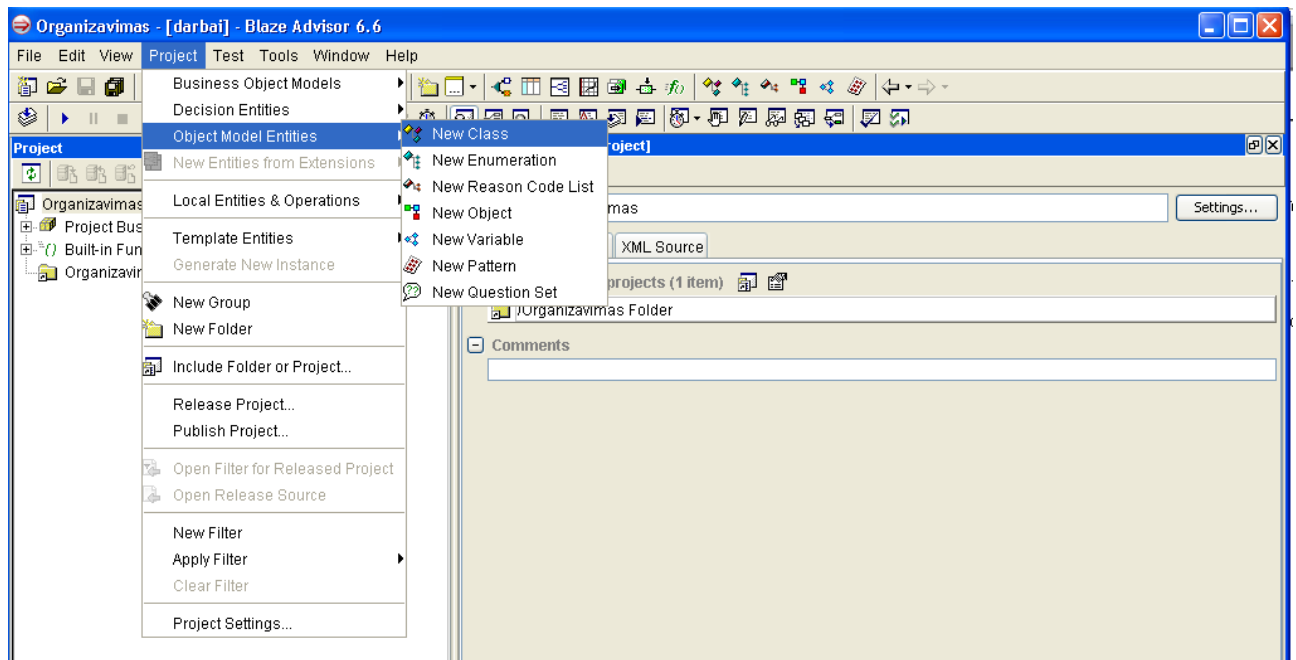 Organizavimas - [darbai] - Blaze Advisor 6.6
File Edit View Project Test Tools Window Help
Business Object Models
Decision Entities
Object Model Entities
New Entities from Extensions
Local Entities & Operations
Template Entities
Generate New Instance
New Group
New Folder
Include Folder or Project...
Release Project...
Publish Project...
Open Filter for Released Project
Open Release Source
New Filter
Apply Filter
Clear Filter
Project Settings...
New Class
New Enumeration
New Reason Code List
New Object
New Variable
New Pattern
New Question Set
Project
Organizavimas
Project Bus
Built-in Fun
Organizavir
roject]
mas
Settings...
XML Source
projects (1 item)
/Organizavimas Folder
Comments